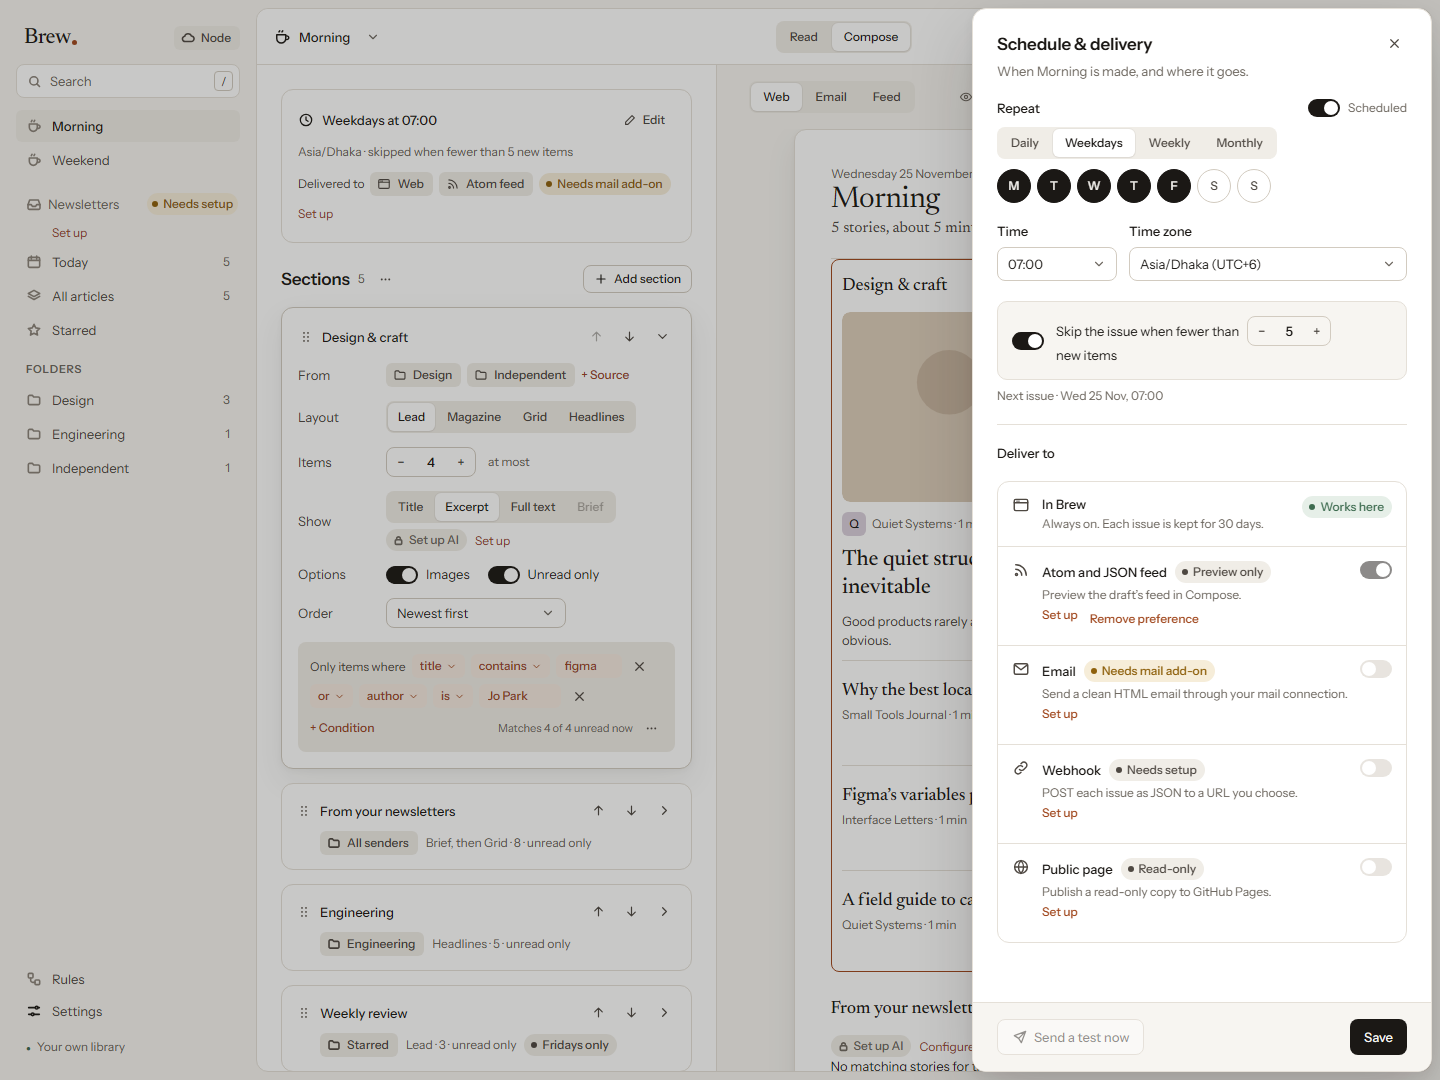 Brew.
Node
Search
/
Morning
Weekend
Newsletters
Needs setup
Set up
Today 5
All articles 5
Starred
FOLDERS
Design 3
Engineering 1
Independent 1
Rules
Settings
Your own library
Morning
Read
Compose
Weekdays at 07:00
Edit
Asia/Dhaka · skipped when fewer than 5 new items
Delivered to Web Atom feed Needs mail add-on
Set up
Sections 5
Add section
Design & craft
From Design Independent + Source
Layout Lead Magazine Grid Headlines
Items − 4 + at most
Show Title Excerpt Full text Brief
Set up AI Set up
Options Images Unread only
Order Newest first
Only items where title contains figma
or author is Jo Park
+ Condition Matches 4 of 4 unread now
From your newsletters
All senders Brief, then Grid · 8 · unread only
Engineering
Engineering Headlines · 5 · unread only
Weekly review
Starred Lead · 3 · unread only Fridays only
Web Email Feed
Wednesday 25 November
Morning
5 stories, about 5
Design & craft
Q Quiet Systems · 1
The quiet
inevitable
Good products rarely
obvious.
Why the best
Small Tools Journal · 1
Figma's variables
Interface Letters · 1 min
A field guide to
Quiet Systems · 1 min
From your
Set up AI
No matching stories for
Schedule & delivery
When Morning is made, and where it goes.
Repeat Scheduled
Daily Weekdays Weekly Monthly
M T W T F S S
Time Time zone
07:00 Asia/Dhaka (UTC+6)
Skip the issue when fewer than − 5 +
new items
Next issue · Wed 25 Nov, 07:00
Deliver to
In Brew Works here
Always on. Each issue is kept for 30 days.
Atom and JSON feed Preview only
Preview the draft's feed in Compose.
Set up Remove preference
Email Needs mail add-on
Send a clean HTML email through your mail connection.
Set up
Webhook Needs setup
POST each issue as JSON to a URL you choose.
Set up
Public page Read-only
Publish a read-only copy to GitHub Pages.
Set up
Send a test now Save